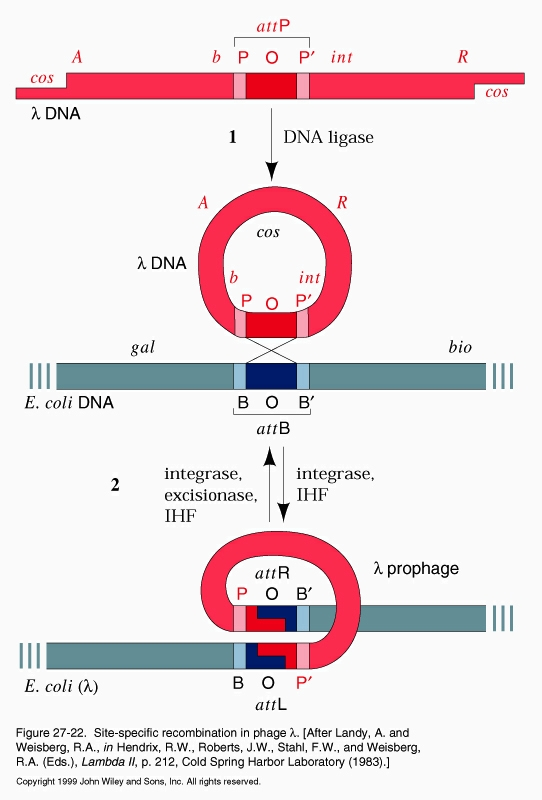 attP
A b P O P′ int R
cos
cos
λ DNA
1 DNA ligase
A R
cos
λ DNA
b int
P O P′
gal bio
E. coli DNA B O B′
attB
2
integrase,
excisionase,
IHF
integrase,
IHF
attR
λ prophage
P O B′
E. coli (λ) B O P′
attL
Figure 27-22. Site-specific recombination in phage λ. [After Landy, A. and
Weisberg, R.A., in Hendrix, R.W., Roberts, J.W., Stahl, F.W., and Weisberg,
R.A. (Eds.), Lambda II, p. 212, Cold Spring Harbor Laboratory (1983).]
Copyright 1999 John Wiley and Sons, Inc. All rights reserved.